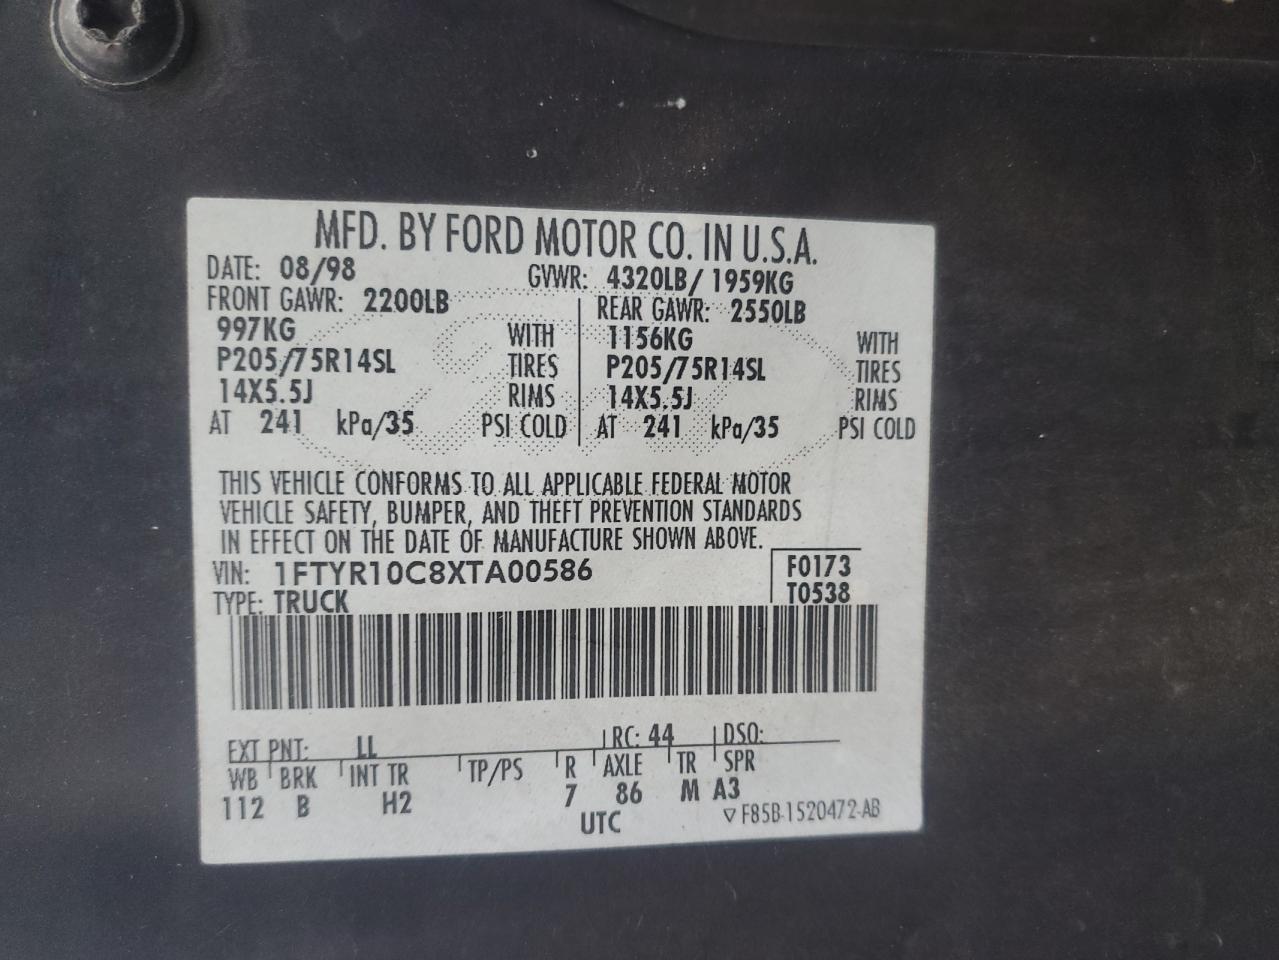 MFD. BY FORD MOTOR CO. IN U.S.A.
DATE: 08/98 GVWR: 4320LB/ 1959KG
FRONT GAWR: 2200LB REAR GAWR: 2550LB
997KG WITH 1156KG WITH
P205/75R14SL TIRES P205/75R14SL TIRES
14X5.5J RIMS 14X5.5J RIMS
AT 241 kPa/35 PSI COLD AT 241 kPa/35 PSI COLD
THIS VEHICLE CONFORMS TO ALL APPLICABLE FEDERAL MOTOR
VEHICLE SAFETY, BUMPER, AND THEFT PREVENTION STANDARDS
IN EFFECT ON THE DATE OF MANUFACTURE SHOWN ABOVE.
VIN: 1FTYR10C8XTA00586 F0173
TYPE: TRUCK T0538
EXT PNT: LL RC: 44 DSO:
WB BRK INT TR TP/PS R AXLE TR SPR
112 B H2 7 86 M A3
UTC ▽F85B-1520472-AB